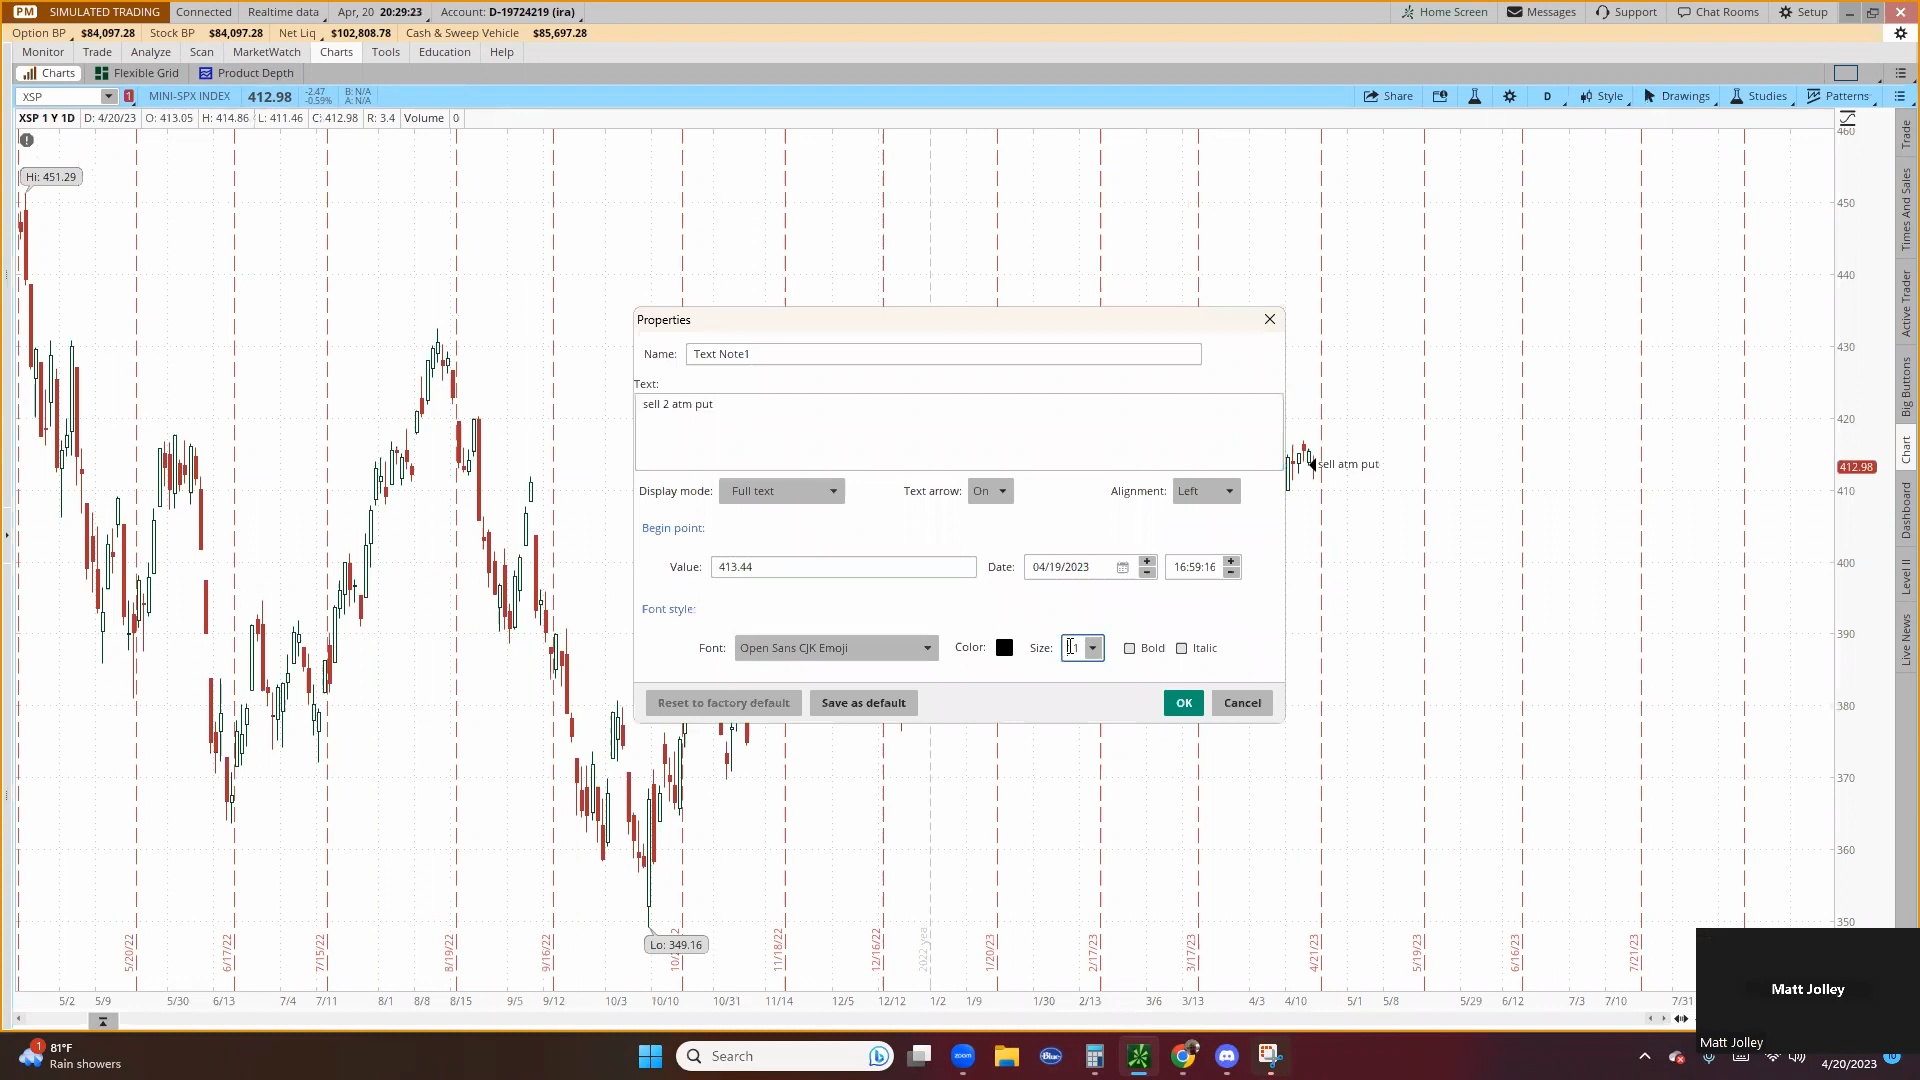 PM SIMULATED TRADING Connected Realtime data Apr, 20 20:29:23 Account: D-19724219 (ira) Home Screen Messages Support Chat Rooms Setup
Option BP $84,097.28 Stock BP $84,097.28 Net Liq $102,808.78 Cash & Sweep Vehicle $85,697.28
Monitor Trade Analyze Scan MarketWatch Charts Tools Education Help
Charts Flexible Grid Product Depth
XSP 1 MINI-SPX INDEX 412.98 -2.47 B: N/A
-0.59% A: N/A
Share D Style Drawings Studies Patterns
XSP 1 Y 1D D: 4/20/23 O: 413.05 H: 414.86 L: 411.46 C: 412.98 R: 3.4 Volume 0
Hi: 451.29
460
450
440
430
420
412.98
410
400
390
380
370
360
350
sell atm put
Lo: 349.16
Properties
Name: Text Note1
Text:
sell 2 atm put
Display mode: Full text Text arrow: On Alignment: Left
Begin point:
Value: 413.44 Date: 04/19/2023 16:59:16
Font style:
Font: Open Sans CJK Emoji Color: Size: Bold Italic
Reset to factory default Save as default OK Cancel
5/20/22 6/17/22 7/15/22 8/19/22 9/16/22 11/18/22 12/16/22 1/20/23 2/17/23 3/17/23 4/21/23 5/19/23 6/16/23 7/21/23
5/2 5/9 5/30 6/13 7/4 7/11 8/1 8/8 8/15 9/5 9/12 10/3 10/10 10/31 11/14 12/5 12/12 1/2 1/9 1/30 2/13 3/6 3/13 4/3 4/10 5/1 5/8 5/29 6/12 7/3 7/10 7/31
Trade
Times And Sales
Active Trader
Big Buttons
Chart
Dashboard
Level II
Live News
Matt Jolley
Matt Jolley
1 81°F
Rain showers
Search
zoom
Blue
4/20/2023